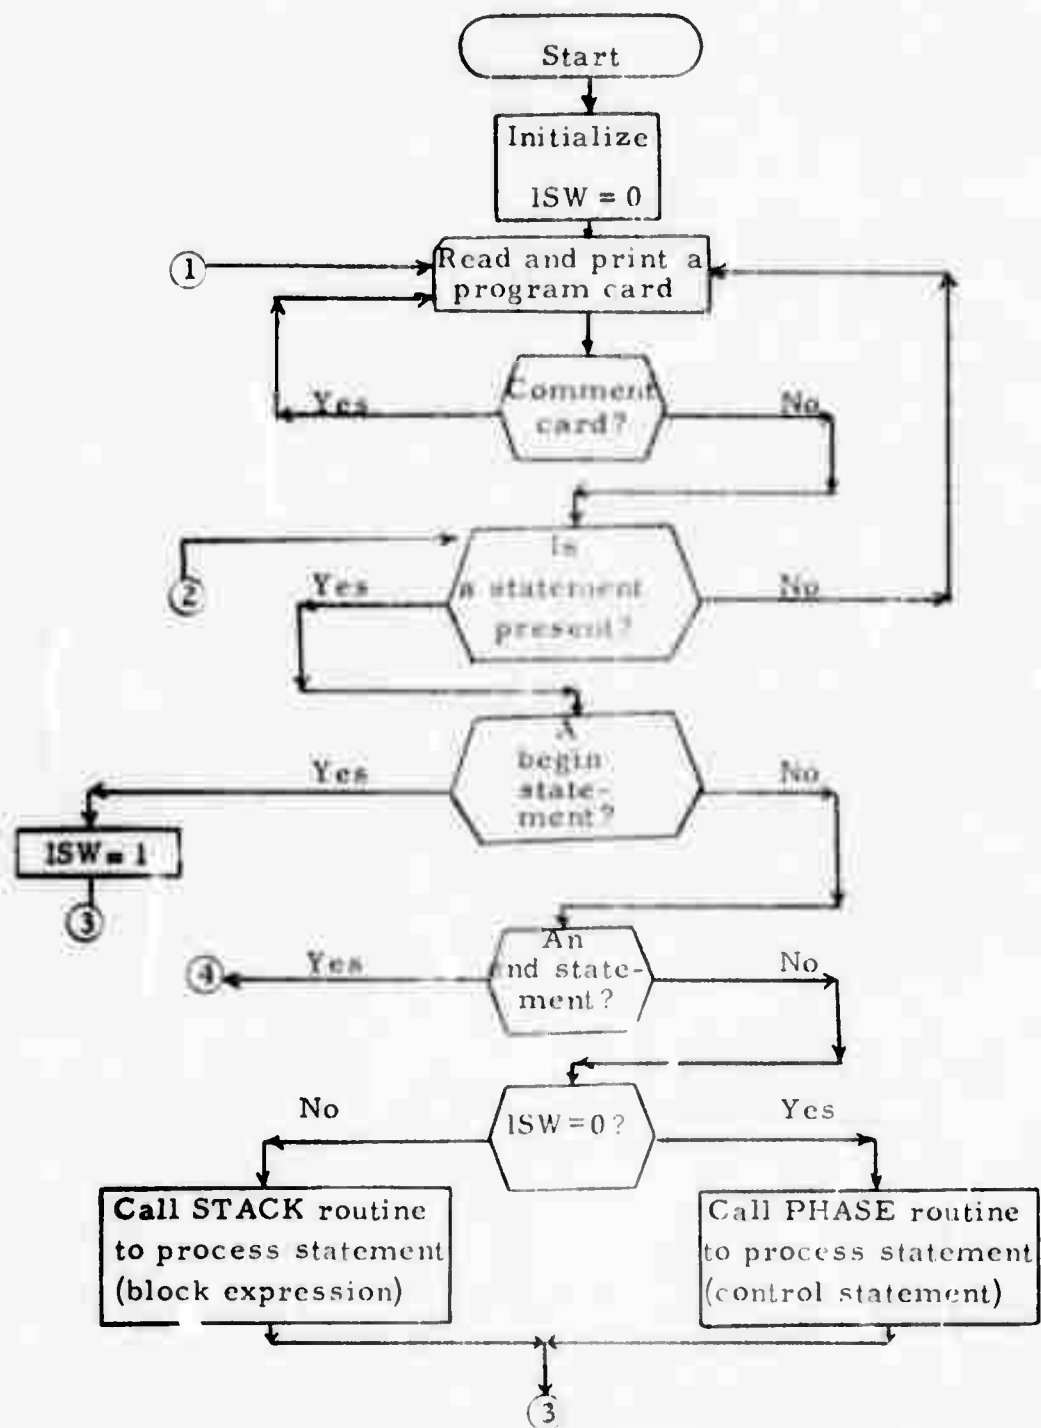 Start
Initialize
ISW = 0
1
Read and print a
program card
Comment
card?
Yes
No
2
Is
a statement
present?
Yes
No
A
begin
state-
ment?
Yes
No
ISW = 1
3
4
Yes
An
end state-
ment?
No
No
ISW = 0?
Yes
Call STACK routine
to process statement
(block expression)
Call PHASE routine
to process statement
(control statement)
3